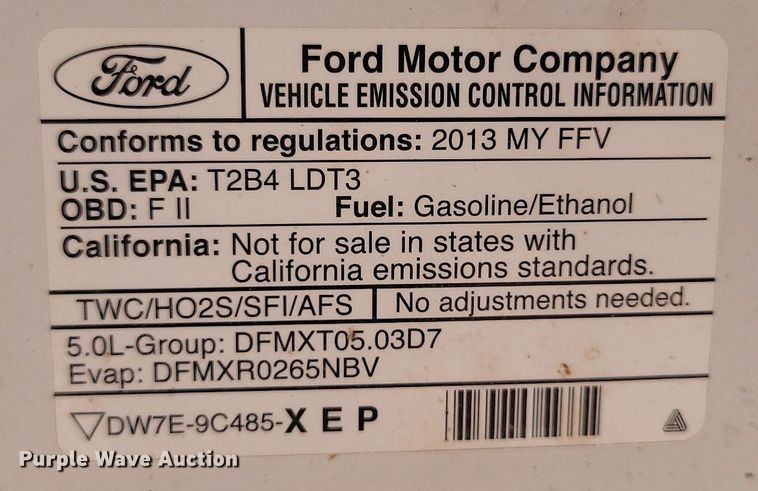 Ford
Ford Motor Company
VEHICLE EMISSION CONTROL INFORMATION
Conforms to regulations: 2013 MY FFV
U.S. EPA: T2B4 LDT3
OBD: F II Fuel: Gasoline/Ethanol
California: Not for sale in states with
California emissions standards.
TWC/HO2S/SFI/AFS No adjustments needed.
5.0L-Group: DFMXT05.03D7
Evap: DFMXR0265NBV
▽DW7E-9C485-X E P
Purple Wave Auction